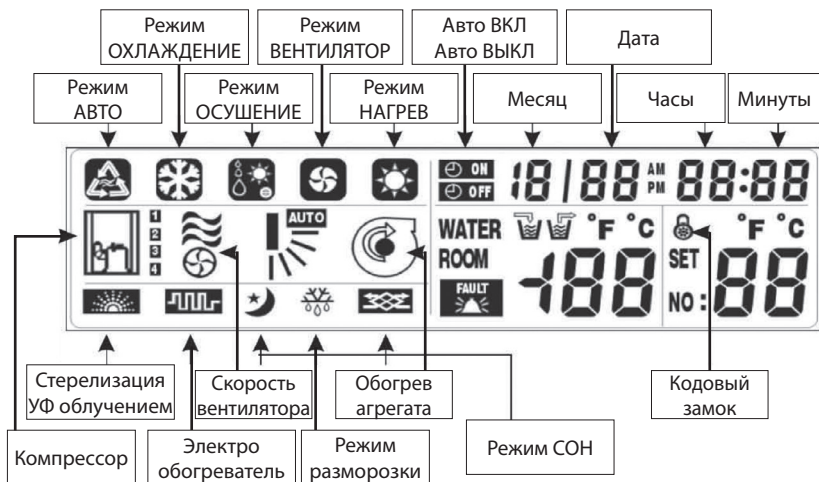 Режим
ОХЛАЖДЕНИЕ
Режим
ВЕНТИЛЯТОР
Авто ВКЛ
Авто ВЫКЛ
Дата
Режим
АВТО
Режим
ОСУШЕНИЕ
Режим
НАГРЕВ
Месяц
Часы
Минуты
ON 18/88 AM 88:88
OFF PM
1
2
3
4
AUTO
WATER °F °C
ROOM
FAULT
-188
°F °C
SET
NO: 88
Стерелизация
УФ облучением
Скорость
вентилятора
Обогрев
агрегата
Кодовый
замок
Компрессор
Электро
обогреватель
Режим
разморозки
Режим СОН